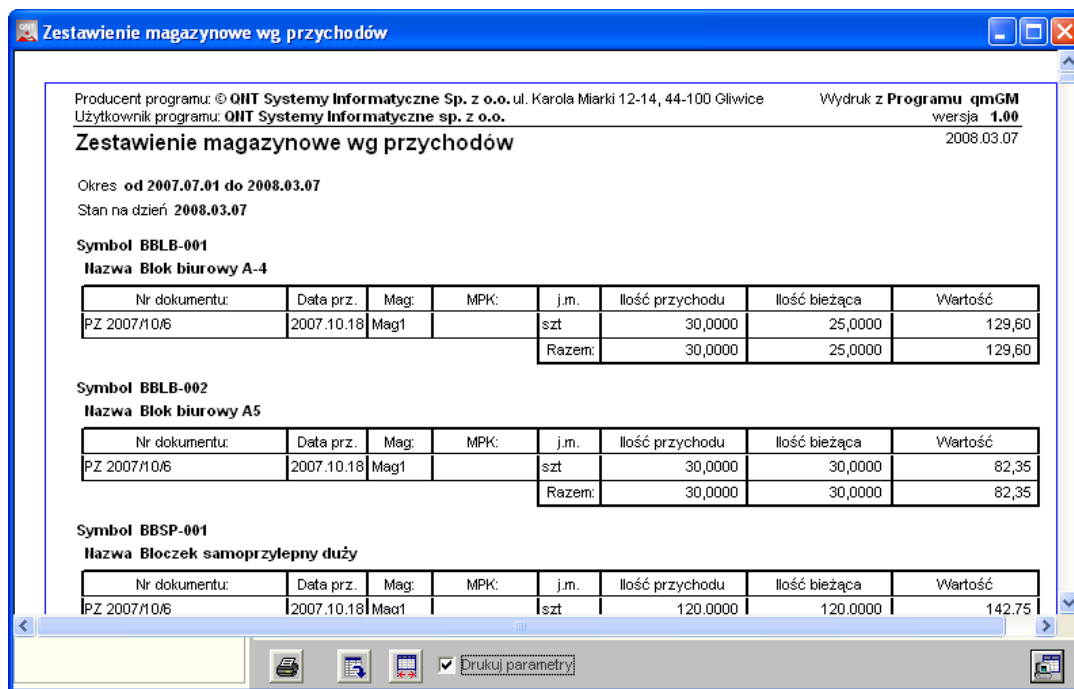 QNT Zestawienie magazynowe wg przychodów
Producent programu: © QNT Systemy Informatyczne Sp. z o.o. ul. Karola Miarki 12-14, 44-100 Gliwice Wydruk z Programu qmGM
Użytkownik programu: QNT Systemy Informatyczne sp. z o.o. wersja 1.00
Zestawienie magazynowe wg przychodów 2008.03.07
Okres od 2007.07.01 do 2008.03.07
Stan na dzień 2008.03.07
Symbol BBLB-001
Nazwa Blok biurowy A-4
Nr dokumentu: Data prz. Mag: MPK: j.m. Ilość przychodu Ilość bieżąca Wartość
PZ 2007/10/6 2007.10.18 Mag1 szt 30,0000 25,0000 129,60
Razem: 30,0000 25,0000 129,60
Symbol BBLB-002
Nazwa Blok biurowy A5
Nr dokumentu: Data prz. Mag: MPK: j.m. Ilość przychodu Ilość bieżąca Wartość
PZ 2007/10/6 2007.10.18 Mag1 szt 30,0000 30,0000 82,35
Razem: 30,0000 30,0000 82,35
Symbol BBSP-001
Nazwa Bloczek samoprzylepny duży
Nr dokumentu: Data prz. Mag: MPK: j.m. Ilość przychodu Ilość bieżąca Wartość
PZ 2007/10/6 2007.10.18 Mag1 szt 120,0000 120,0000 142,75
Drukuj parametry